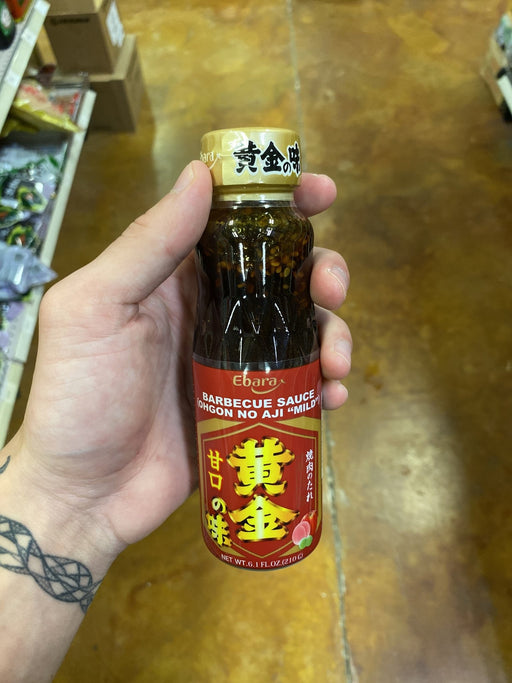 黄金の味
Ebara
BARBECUE SAUCE
(OHGON NO AJI "MILD")
黄金
の味
甘口
焼肉のたれ
NET WT.6.1 FL.OZ.(210G)